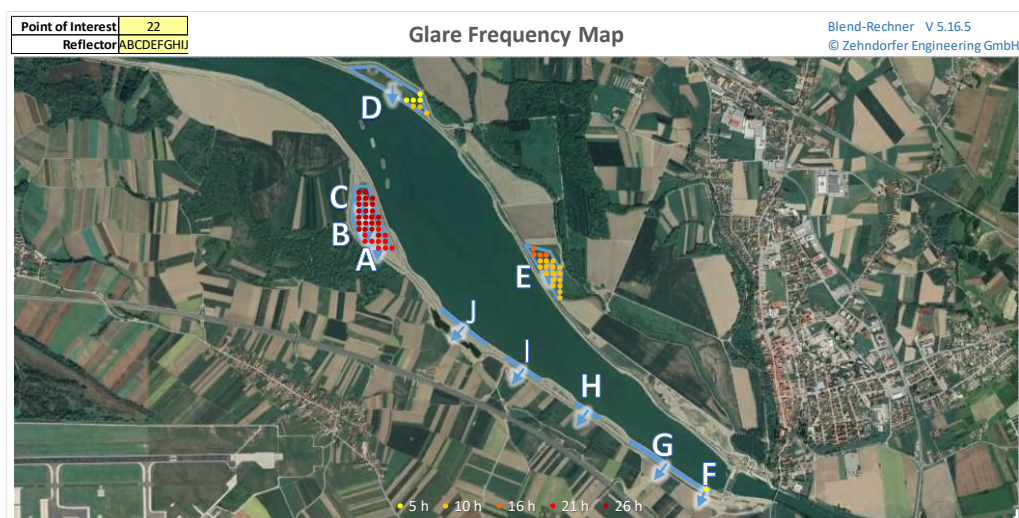 Point of Interest 22
Reflector ABCDEFGHIJ
Glare Frequency Map
Blend-Rechner V 5.16.5
© Zehndorfer Engineering GmbH
D
C
B
A
E
J
I
H
G
F
5 h 10 h 16 h 21 h 26 h